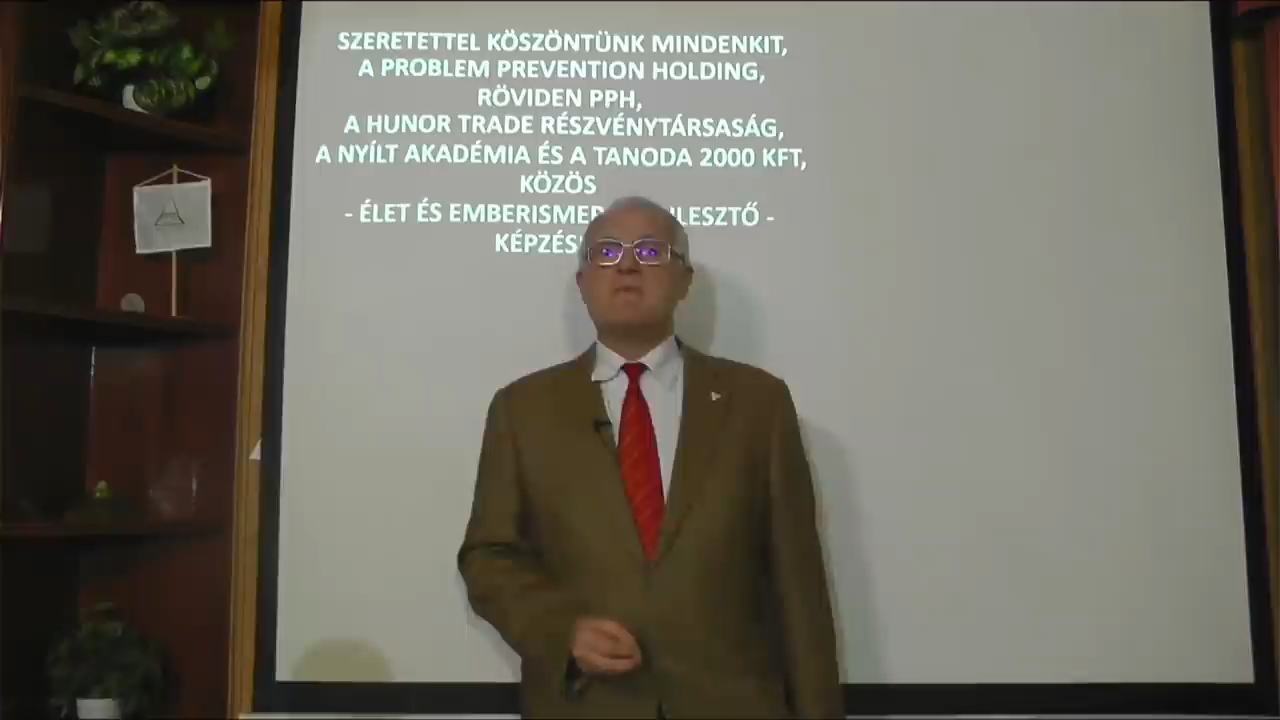 SZERETETTEL KÖSZÖNTÜNK MINDENKIT,
A PROBLEM PREVENTION HOLDING,
RÖVIDEN PPH,
A HUNOR TRADE RÉSZVÉNYTÁRSASÁG,
A NYÍLT AKADÉMIA ÉS A TANODA 2000 KFT,
KÖZÖS
- ÉLET ÉS